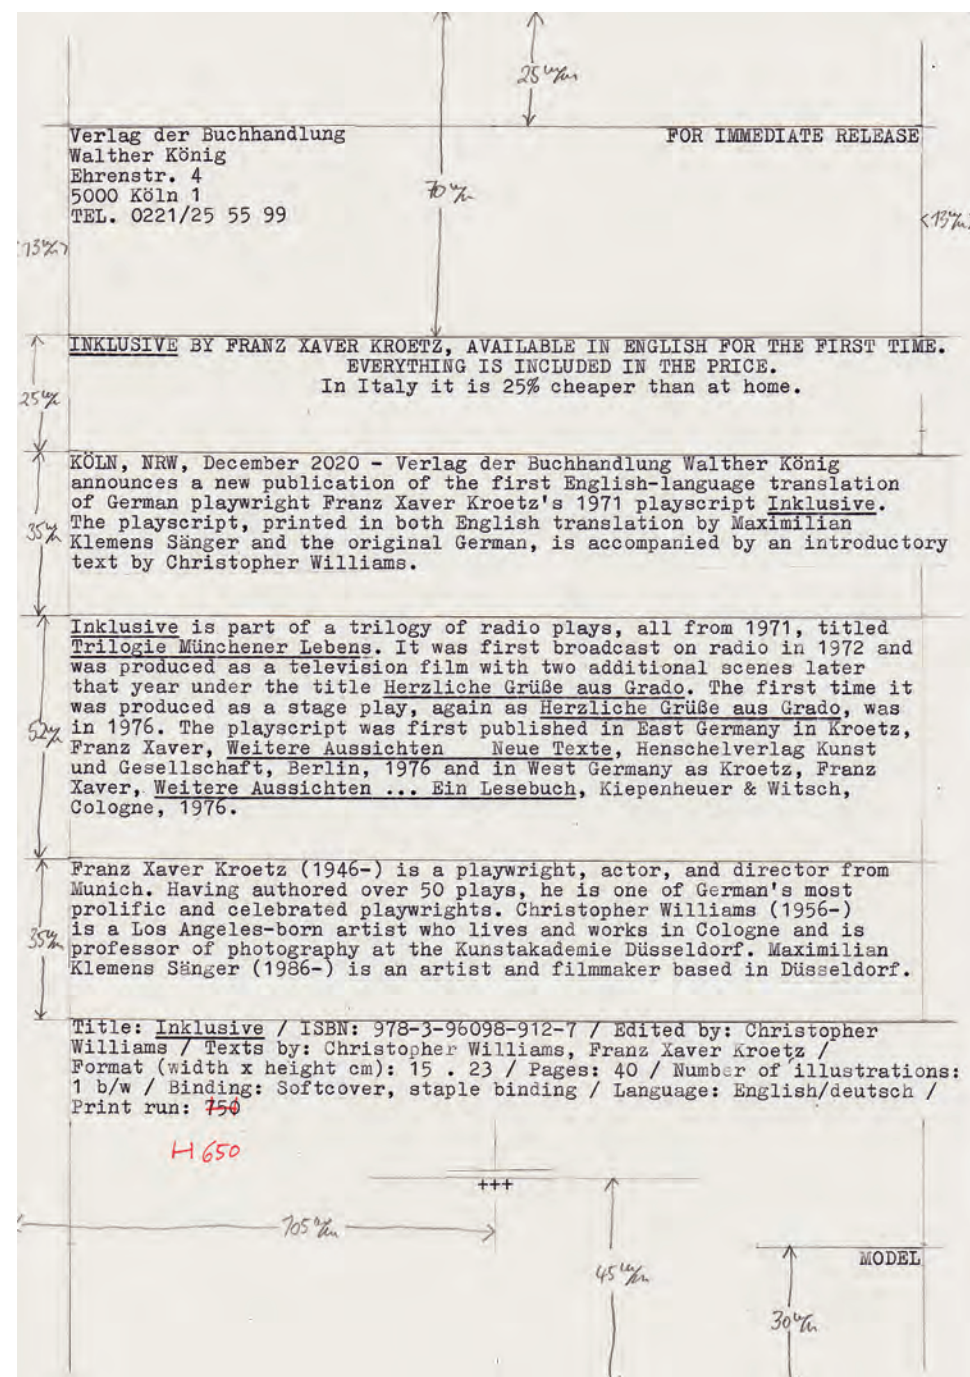 25 m/m
Verlag der Buchhandlung
Walther König
Ehrenstr. 4
5000 Köln 1
TEL. 0221/25 55 99
FOR IMMEDIATE RELEASE
70 m/m
13 m/m
13 m/m
INKLUSIVE BY FRANZ XAVER KROETZ, AVAILABLE IN ENGLISH FOR THE FIRST TIME.
EVERYTHING IS INCLUDED IN THE PRICE.
In Italy it is 25% cheaper than at home.
25 m/m
KÖLN, NRW, December 2020 - Verlag der Buchhandlung Walther König
announces a new publication of the first English-language translation
of German playwright Franz Xaver Kroetz's 1971 playscript Inklusive.
The playscript, printed in both English translation by Maximilian
Klemens Sänger and the original German, is accompanied by an introductory
text by Christopher Williams.
35 m/m
Inklusive is part of a trilogy of radio plays, all from 1971, titled
Trilogie Münchener Lebens. It was first broadcast on radio in 1972 and
was produced as a television film with two additional scenes later
that year under the title Herzliche Grüße aus Grado. The first time it
was produced as a stage play, again as Herzliche Grüße aus Grado, was
in 1976. The playscript was first published in East Germany in Kroetz,
Franz Xaver, Weitere Aussichten   Neue Texte, Henschelverlag Kunst
und Gesellschaft, Berlin, 1976 and in West Germany as Kroetz, Franz
Xaver, Weitere Aussichten ... Ein Lesebuch, Kiepenheuer & Witsch,
Cologne, 1976.
52 m/m
Franz Xaver Kroetz (1946-) is a playwright, actor, and director from
Munich. Having authored over 50 plays, he is one of German's most
prolific and celebrated playwrights. Christopher Williams (1956-)
is a Los Angeles-born artist who lives and works in Cologne and is
professor of photography at the Kunstakademie Düsseldorf. Maximilian
Klemens Sänger (1986-) is an artist and filmmaker based in Düsseldorf.
35 m/m
Title: Inklusive / ISBN: 978-3-96098-912-7 / Edited by: Christopher
Williams / Texts by: Christopher Williams, Franz Xaver Kroetz /
Format (width x height cm): 15 . 23 / Pages: 40 / Number of illustrations:
1 b/w / Binding: Softcover, staple binding / Language: English/deutsch /
Print run: 750
H 650
+++
105 m/m
45 m/m
MODEL
30 m/m